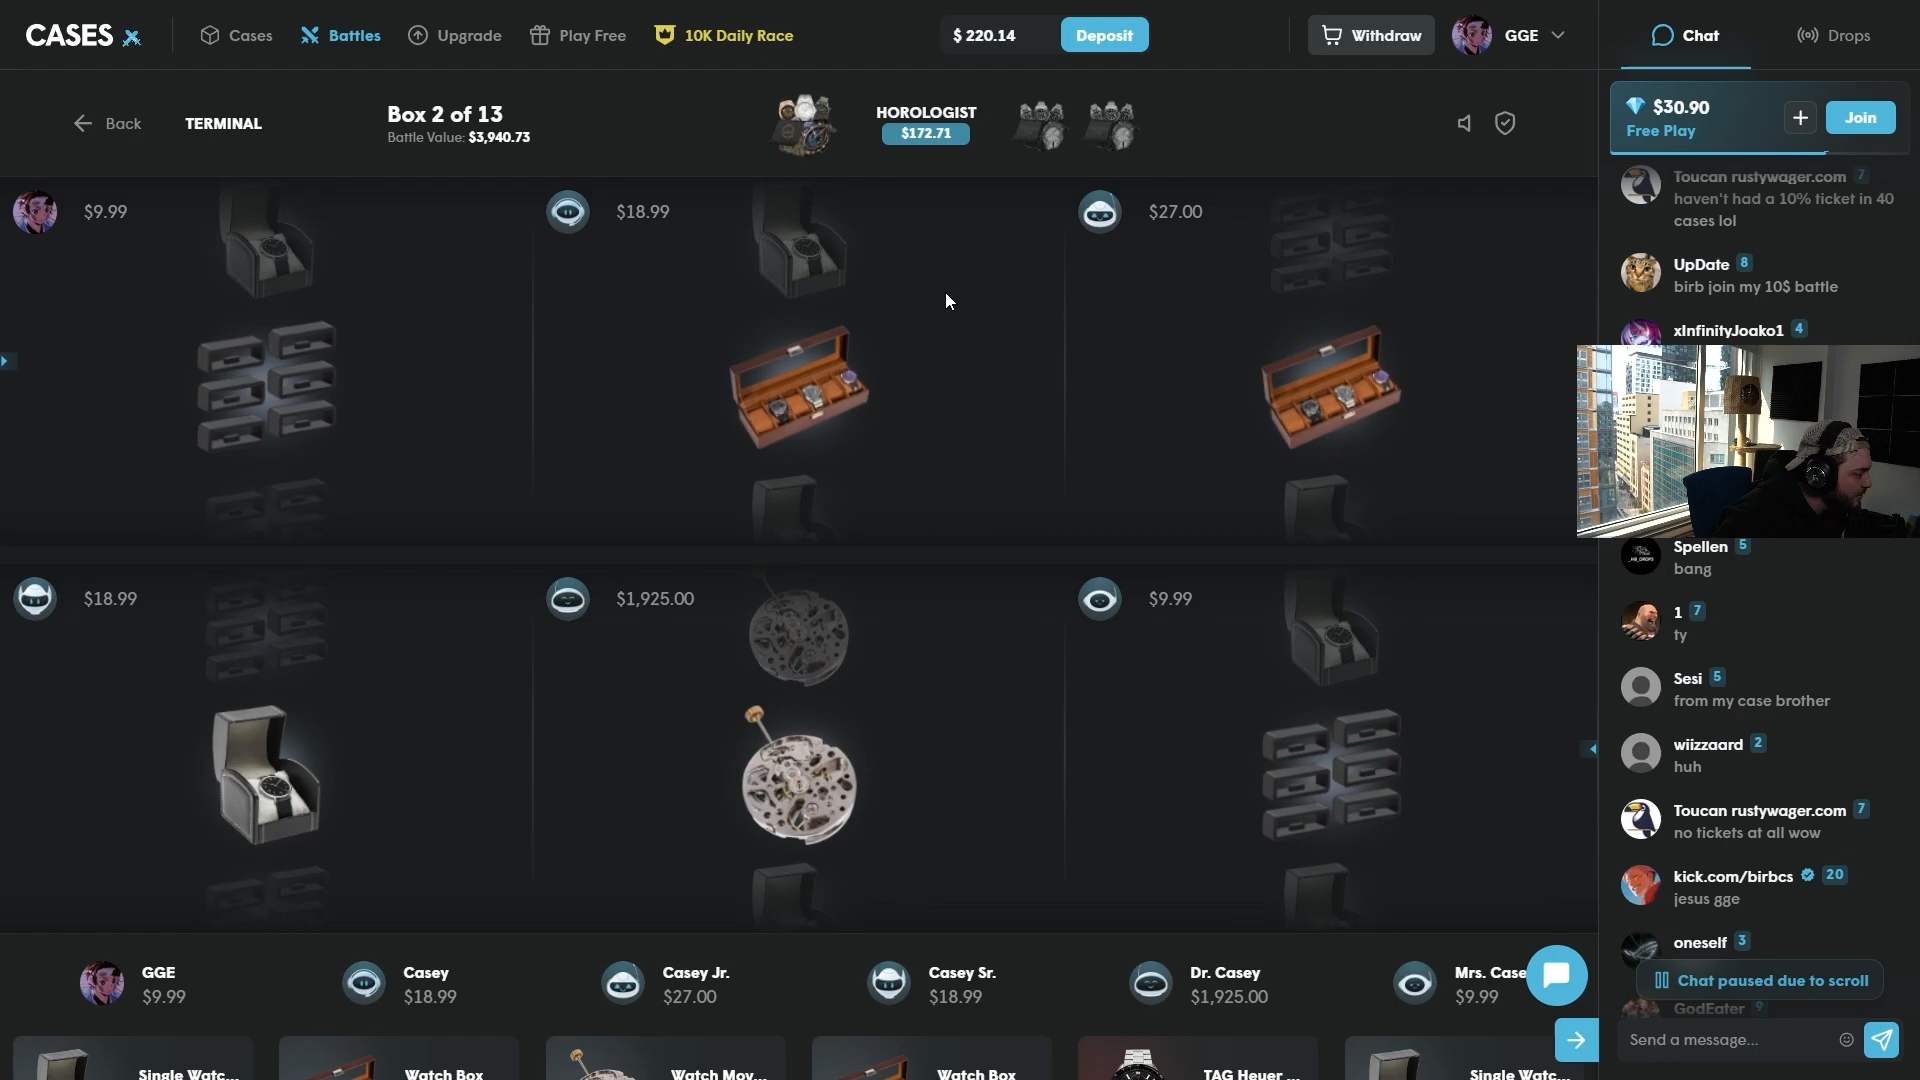 CASES
Cases
Battles
Upgrade
Play Free
10K Daily Race
$ 220.14
Deposit
Withdraw
GGE
Chat
Drops
Back
TERMINAL
Box 2 of 13
Battle Value: $3,940.73
HOROLOGIST
$172.71
$30.90
Free Play
+
Join
$9.99
$18.99
$27.00
$18.99
$1,925.00
$9.99
Toucan rustywager.com 7
haven't had a 10% ticket in 40
cases lol
UpDate 8
birb join my 10$ battle
xInfinityJoako1 4
Spellen 5
bang
1 7
ty
Sesi 5
from my case brother
wiizzaard 2
huh
Toucan rustywager.com 7
no tickets at all wow
kick.com/birbcs 20
jesus gge
oneself 3
Chat paused due to scroll
GodEater 9
Send a message...
GGE
$9.99
Casey
$18.99
Casey Jr.
$27.00
Casey Sr.
$18.99
Dr. Casey
$1,925.00
Mrs. Case
$9.99
Single Watc...
Watch Box
Watch Mov...
Watch Box
TAG Heuer ...
Single Watc...